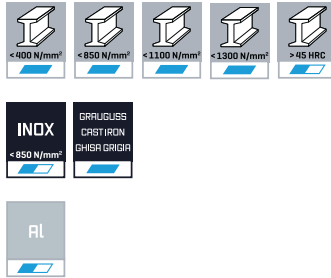 <400 N/mm² <850 N/mm² <1100 N/mm² <1300 N/mm² >45 HRC
INOX
<850 N/mm²
GRAUGUSS
CAST IRON
GHISA GRIGIA
Al